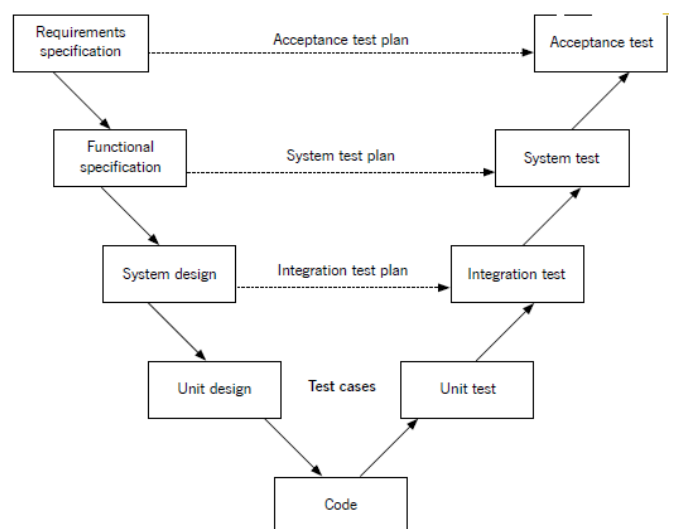 Requirements
specification
Acceptance test plan
Acceptance test
Functional
specification
System test plan
System test
System design
Integration test plan
Integration test
Unit design
Test cases
Unit test
Code